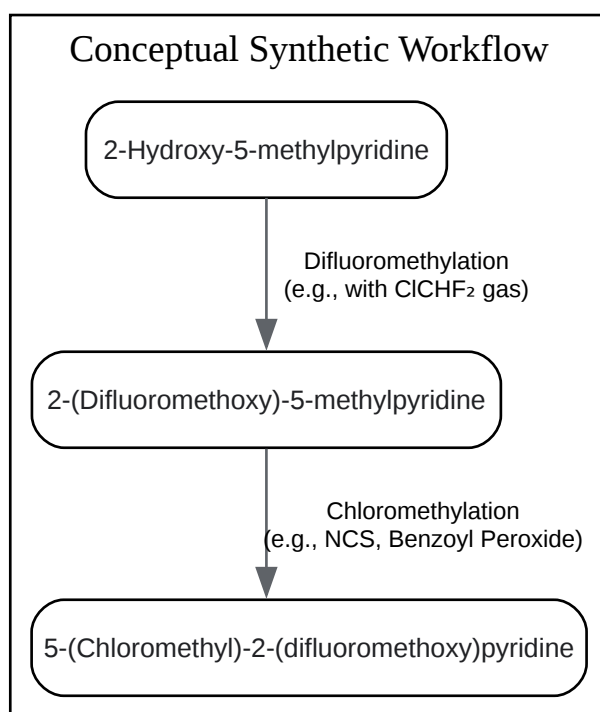 Conceptual Synthetic Workflow
2-Hydroxy-5-methylpyridine
Difluoromethylation
(e.g., with ClCHF₂ gas)
2-(Difluoromethoxy)-5-methylpyridine
Chloromethylation
(e.g., NCS, Benzoyl Peroxide)
5-(Chloromethyl)-2-(difluoromethoxy)pyridine